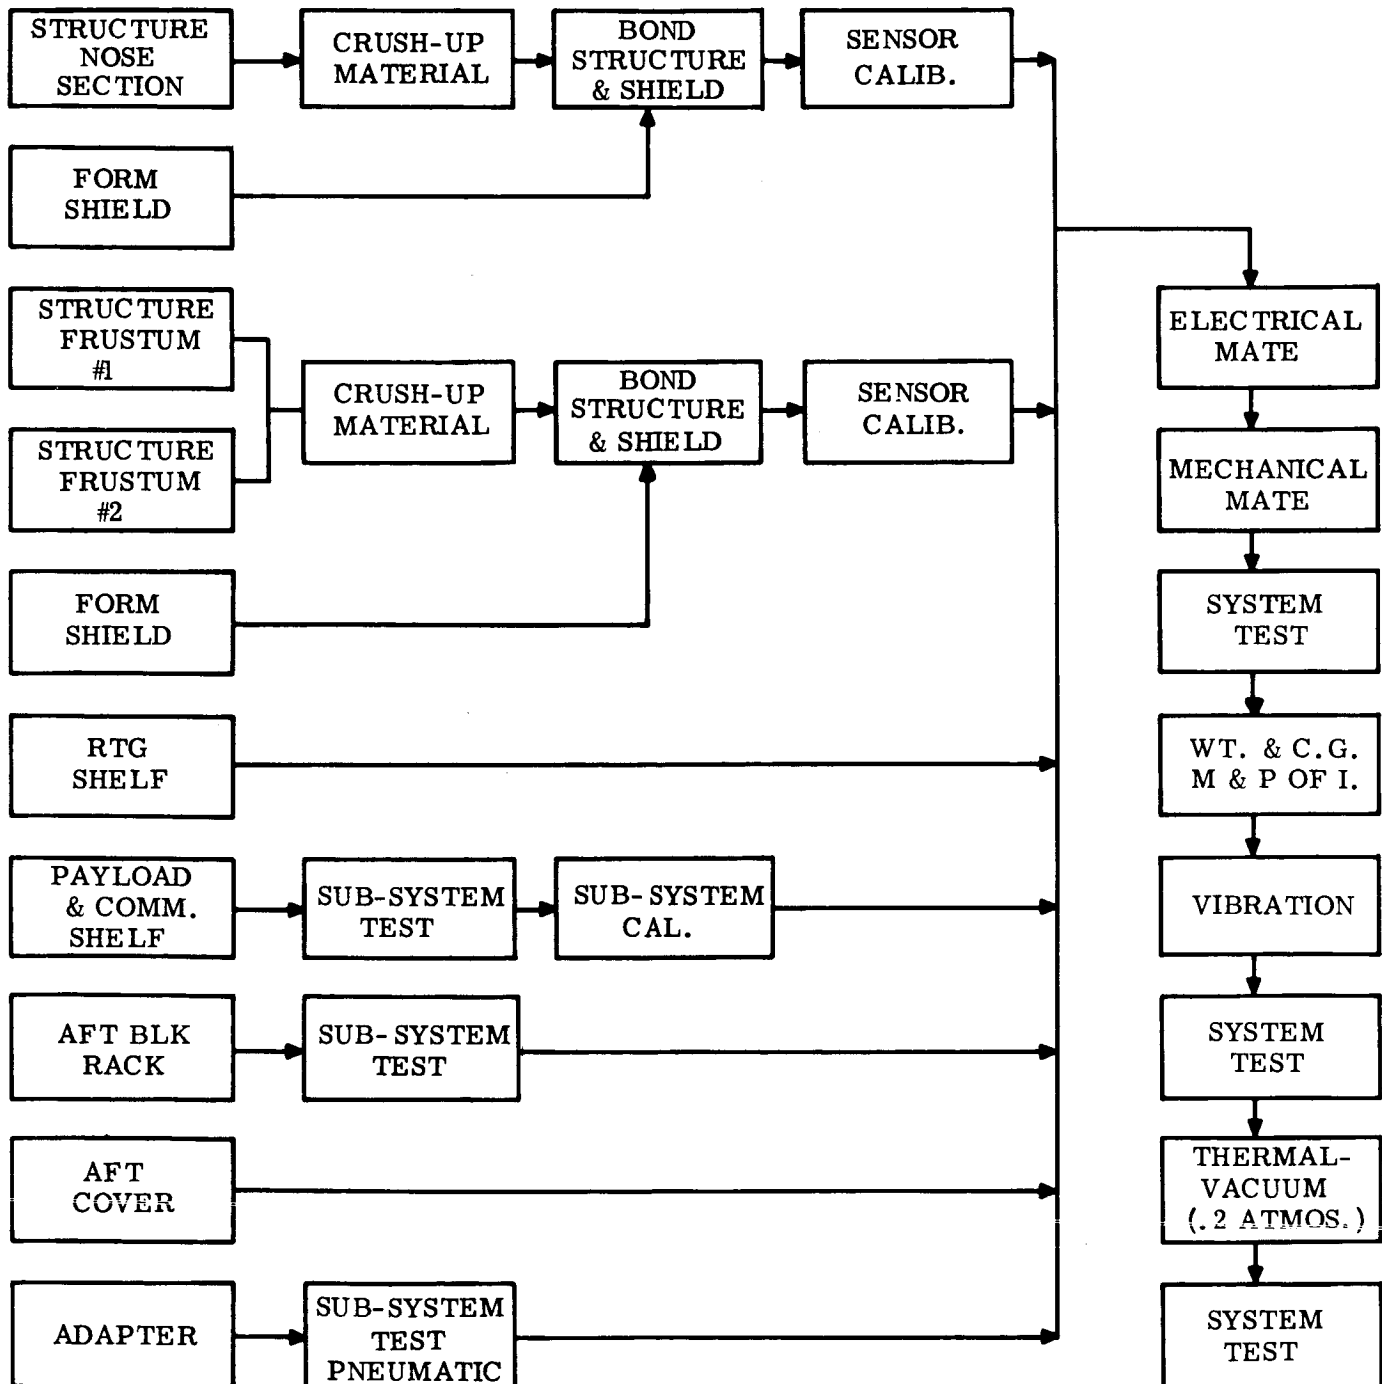 STRUCTURE
NOSE
SECTION
CRUSH-UP
MATERIAL
BOND
STRUCTURE
& SHIELD
SENSOR
CALIB.
FORM
SHIELD
STRUCTURE
FRUSTUM
#1
STRUCTURE
FRUSTUM
#2
CRUSH-UP
MATERIAL
BOND
STRUCTURE
& SHIELD
SENSOR
CALIB.
FORM
SHIELD
RTG
SHELF
PAYLOAD
& COMM.
SHELF
SUB-SYSTEM
TEST
SUB-SYSTEM
CAL.
AFT BLK
RACK
SUB-SYSTEM
TEST
AFT
COVER
ADAPTER
SUB-SYSTEM
TEST
PNEUMATIC
ELECTRICAL
MATE
MECHANICAL
MATE
SYSTEM
TEST
WT. & C.G.
M & P OF I.
VIBRATION
SYSTEM
TEST
THERMAL-
VACUUM
(.2 ATMOS.)
SYSTEM
TEST